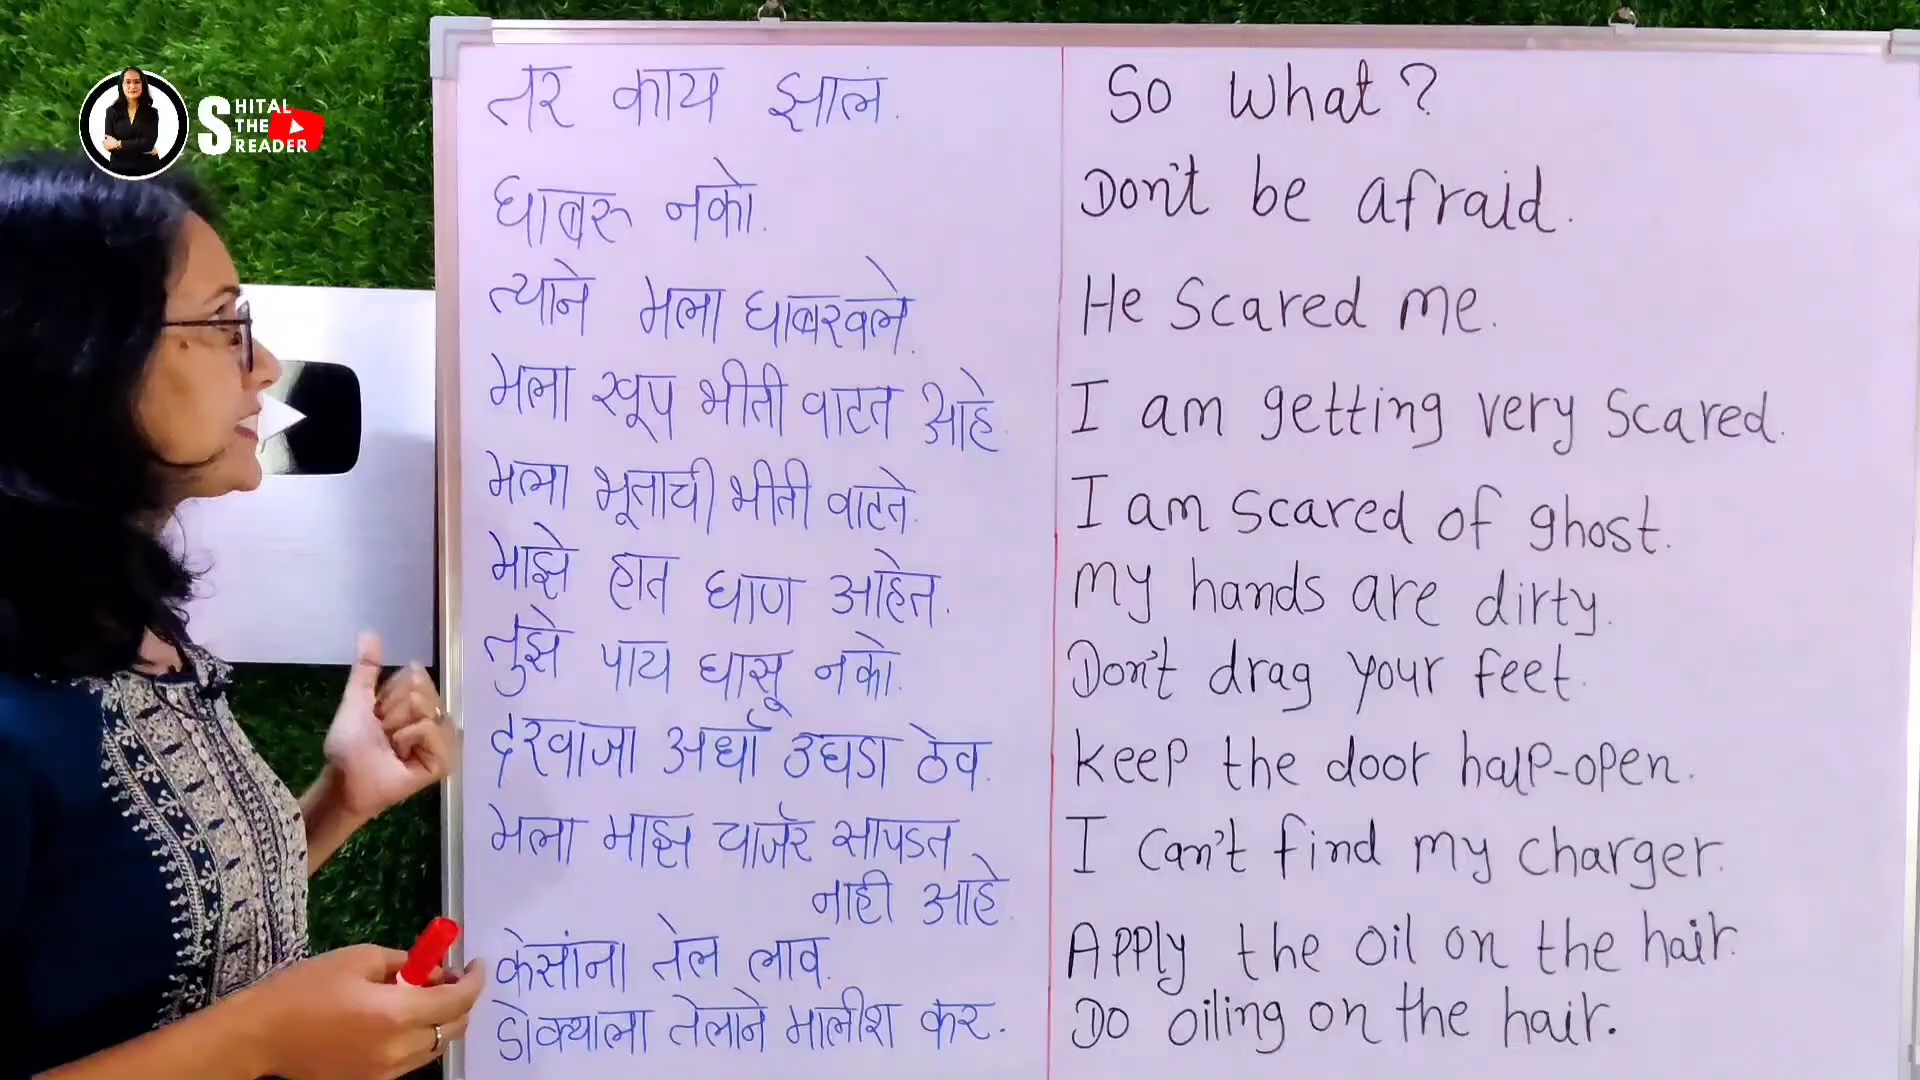 SHITAL
THE
READER
तर काय झालं. So What?
घाबरू नको. Don't be afraid.
त्याने मला घाबरवले. He Scared me.
मला खूप भीती वाटत आहे. I am getting very Scared.
मला भूताची भीती वाटते. I am Scared of ghost.
माझे हात घाण आहेत. My hands are dirty.
तुझे पाय घासू नको. Don't drag your feet.
दरवाजा अर्धा उघडा ठेव. Keep the door half-open.
मला माझा चार्जर सापडत I Can't find my charger.
नाही आहे.
केसांना तेल लाव. Apply the oil on the hair.
डोक्याला तेलाने मालीश कर. Do oiling on the hair.